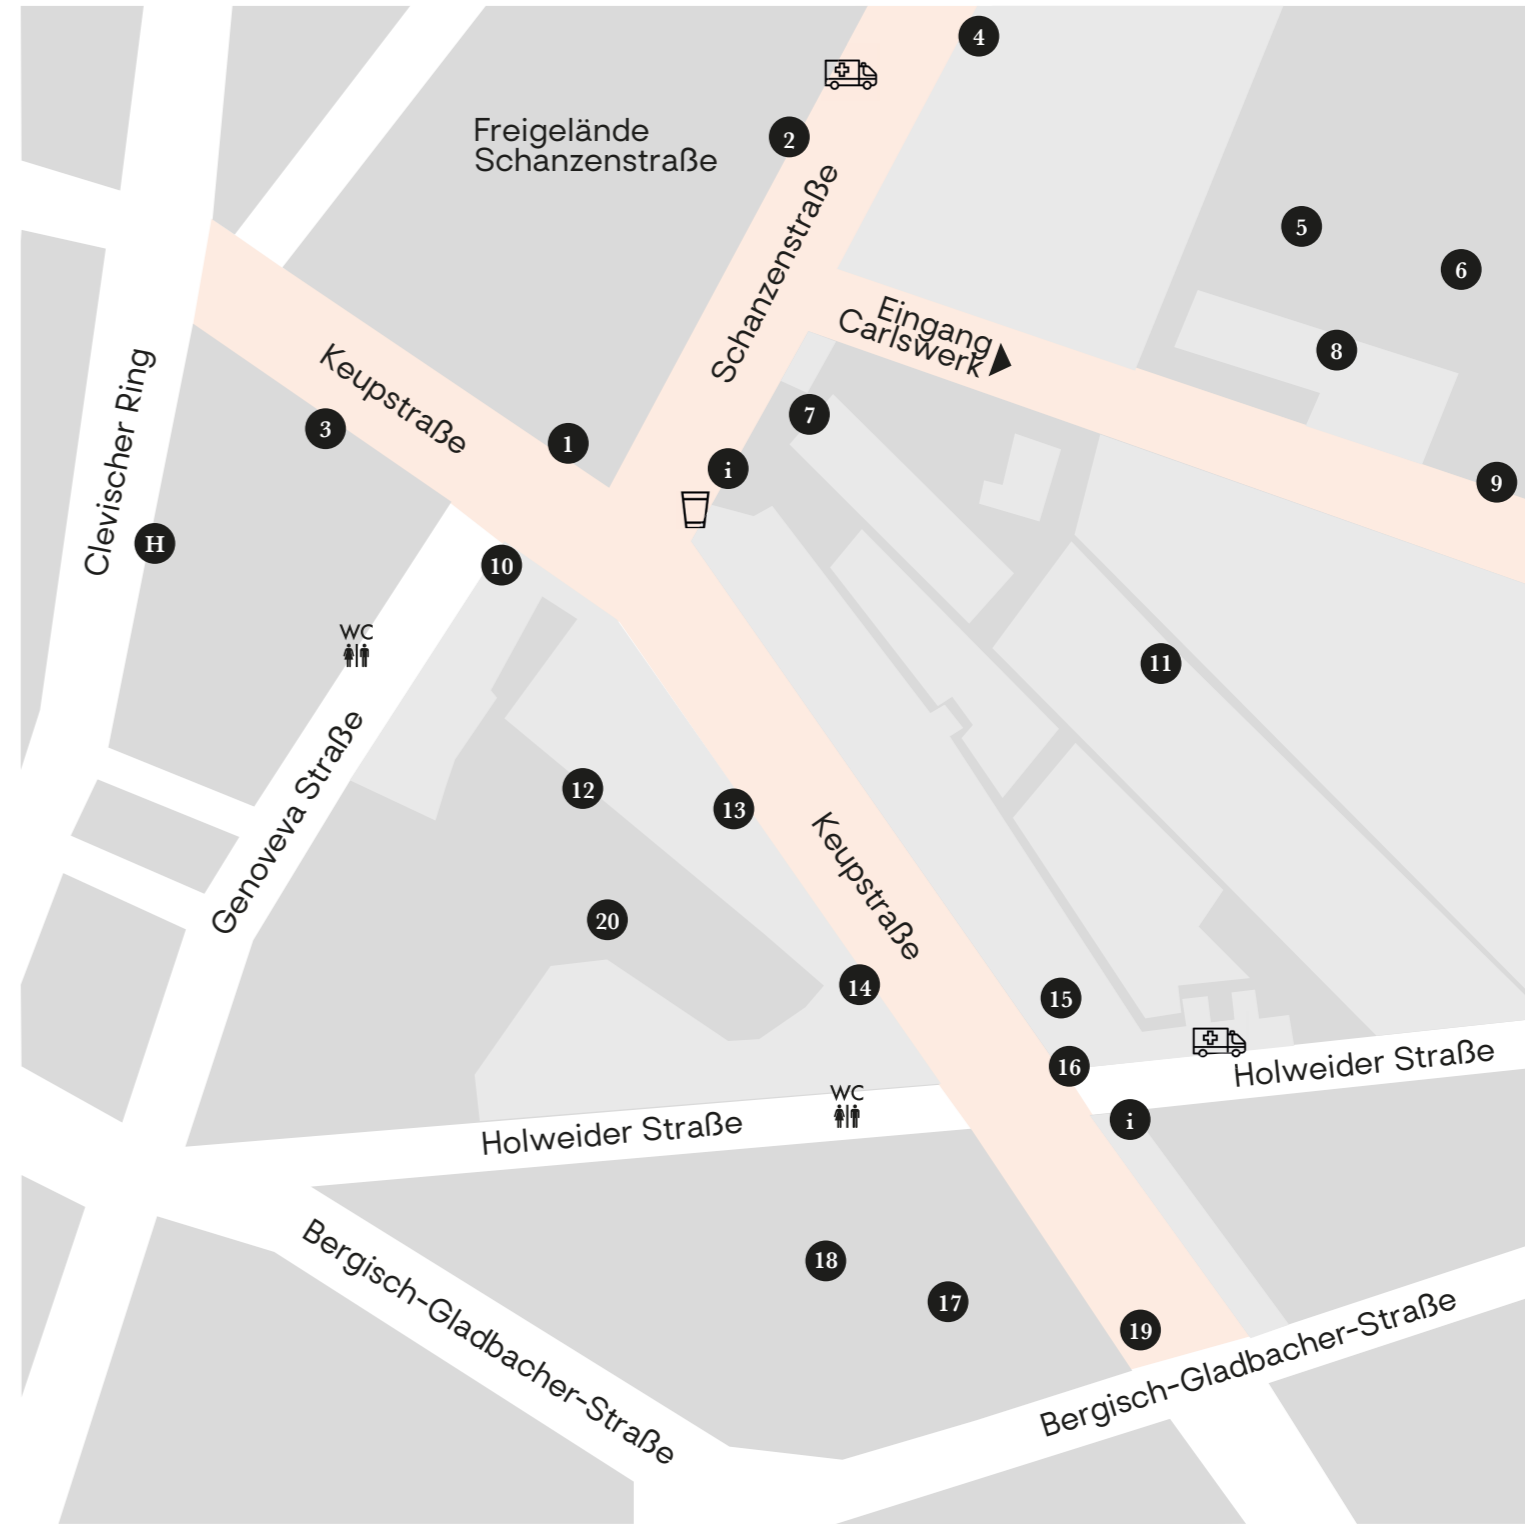 4
2
Freigelände
Schanzenstraße
Schanzenstraße
5
6
Eingang
Carlswerk
8
Keupstraße
3
1
7
i
9
Clevischer Ring
H
10
WC
11
Genoveva Straße
12
13
Keupstraße
20
14
15
16
Holweider Straße
WC
Holweider Straße
i
Bergisch-Gladbacher-Straße
18
17
19
Bergisch-Gladbacher-Straße